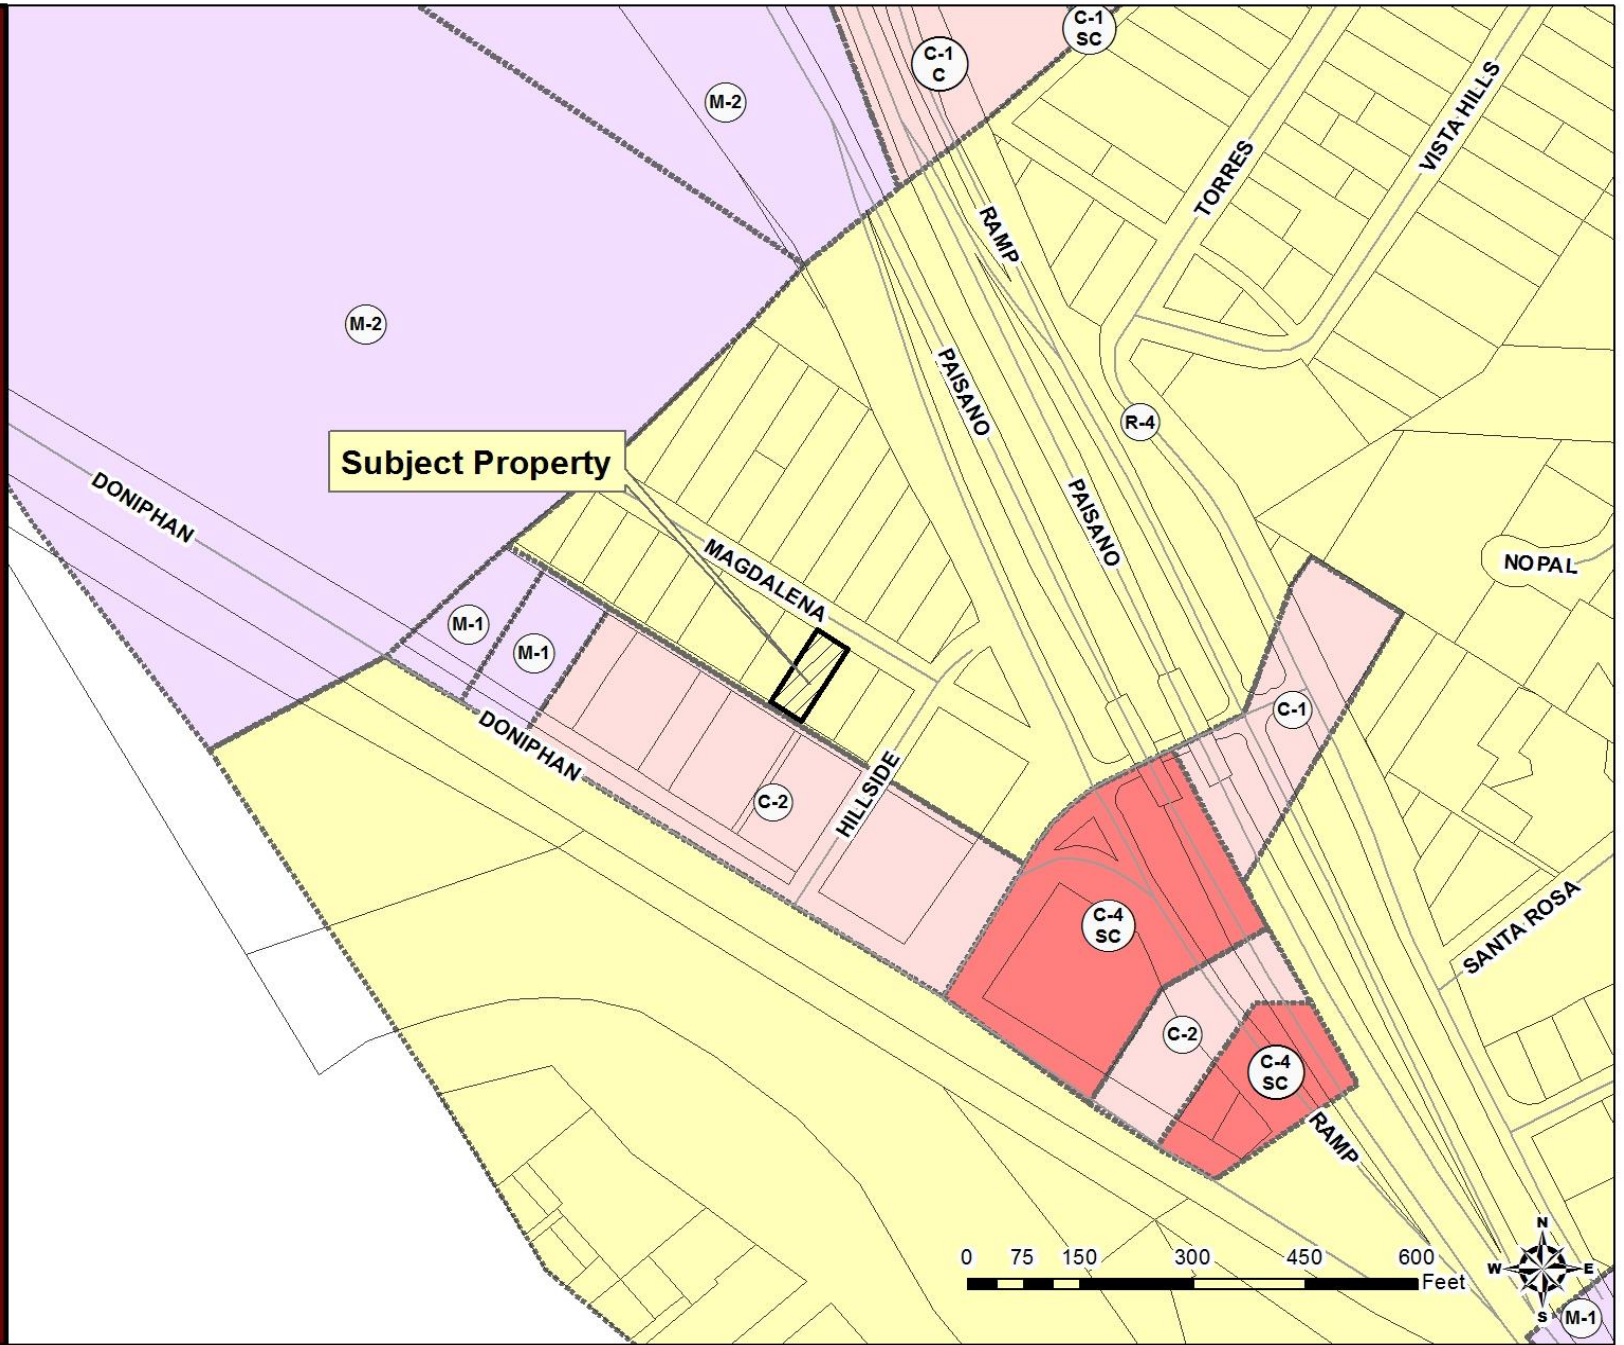 C-1
SC
C-1
C
M-2
VISTA HILLS
TORRES
RAMP
M-2
PAISANO
R-4
Subject Property
DONIPHAN
PAISANO
MAGDALENA
NOPAL
M-1
M-1
C-1
DONIPHAN
C-2
HILLSIDE
C-4
SC
SANTA ROSA
C-2
C-4
SC
RAMP
N
0 75 150 300 450 600
W E
Feet
S
M-1